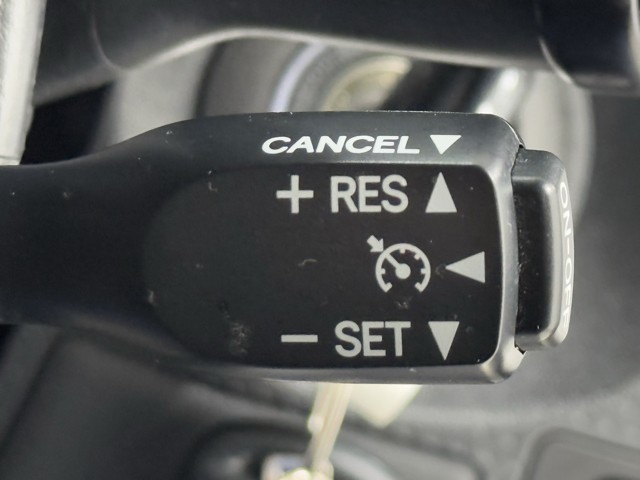 CANCEL ▼
+ RES ▲
◀
− SET ▼
ON-OFF